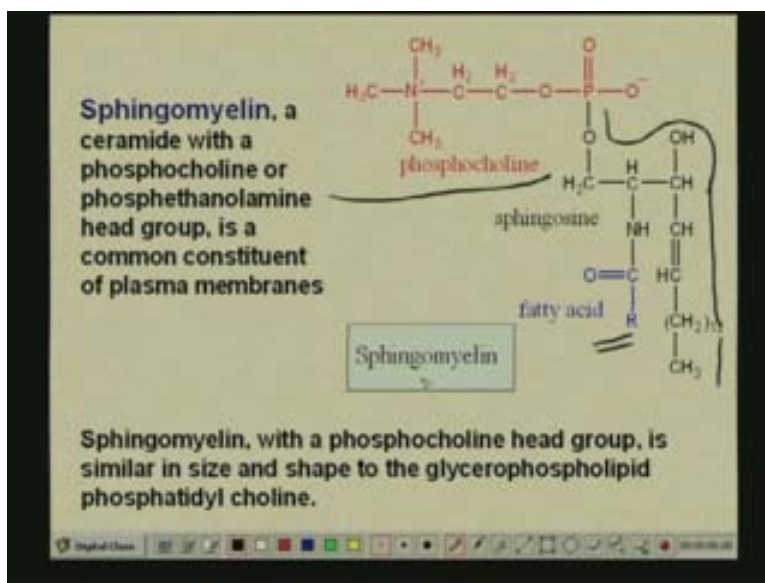 Sphingomyelin, a
ceramide with a
phosphocholine or
phosphethanolamine
head group, is a
common constituent
of plasma membranes
CH3
O
H2 H2
H3C—N+—C—C—O—P—O−
CH3
phosphocholine
O
OH
H
H2C—C—CH
sphingosine
NH CH
O=C HC
fatty acid
R
(CH2)12
CH3
Sphingomyelin
Sphingomyelin, with a phosphocholine head group, is
similar in size and shape to the glycerophospholipid
phosphatidyl choline.
Digital Class